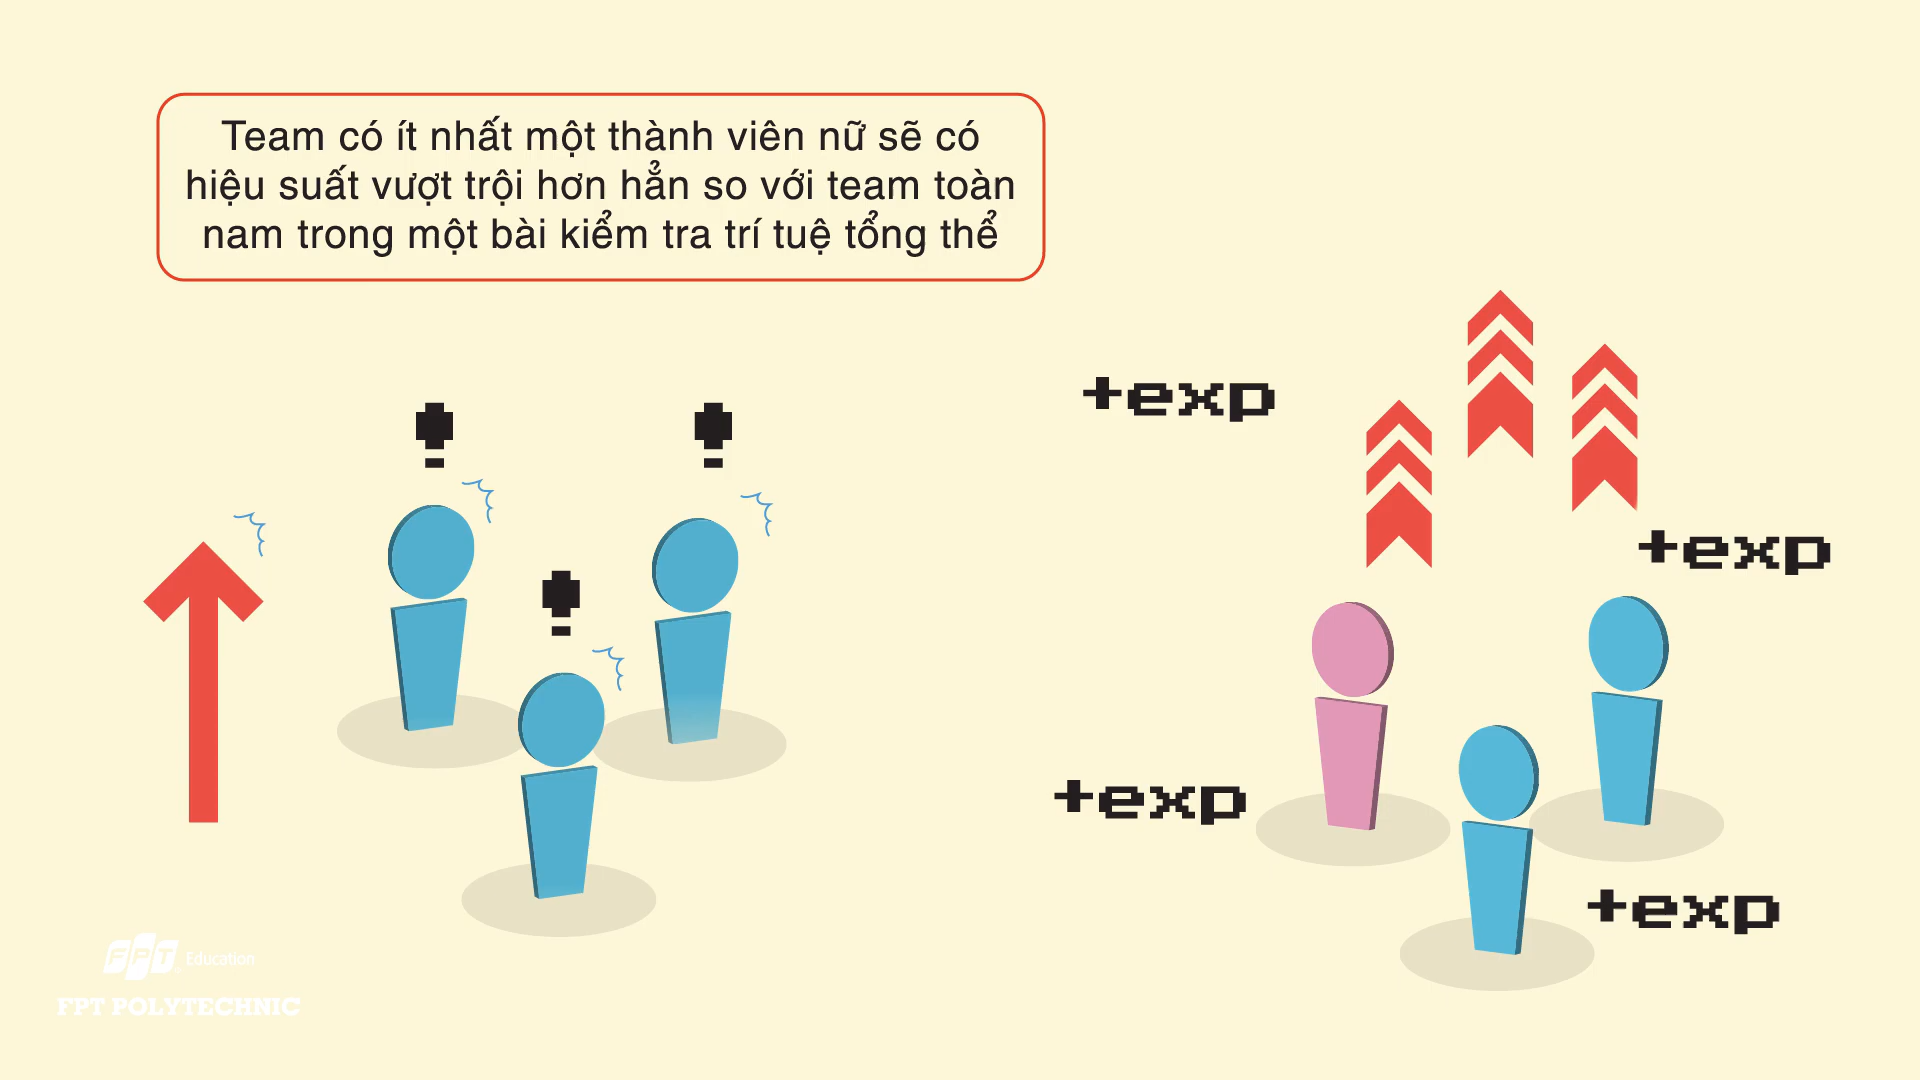 Team có ít nhất một thành viên nữ sẽ có
hiệu suất vượt trội hơn hẳn so với team toàn
nam trong một bài kiểm tra trí tuệ tổng thể
!
!
!
+exp
+exp
+exp
+exp
FPT Education
FPT POLYTECHNIC